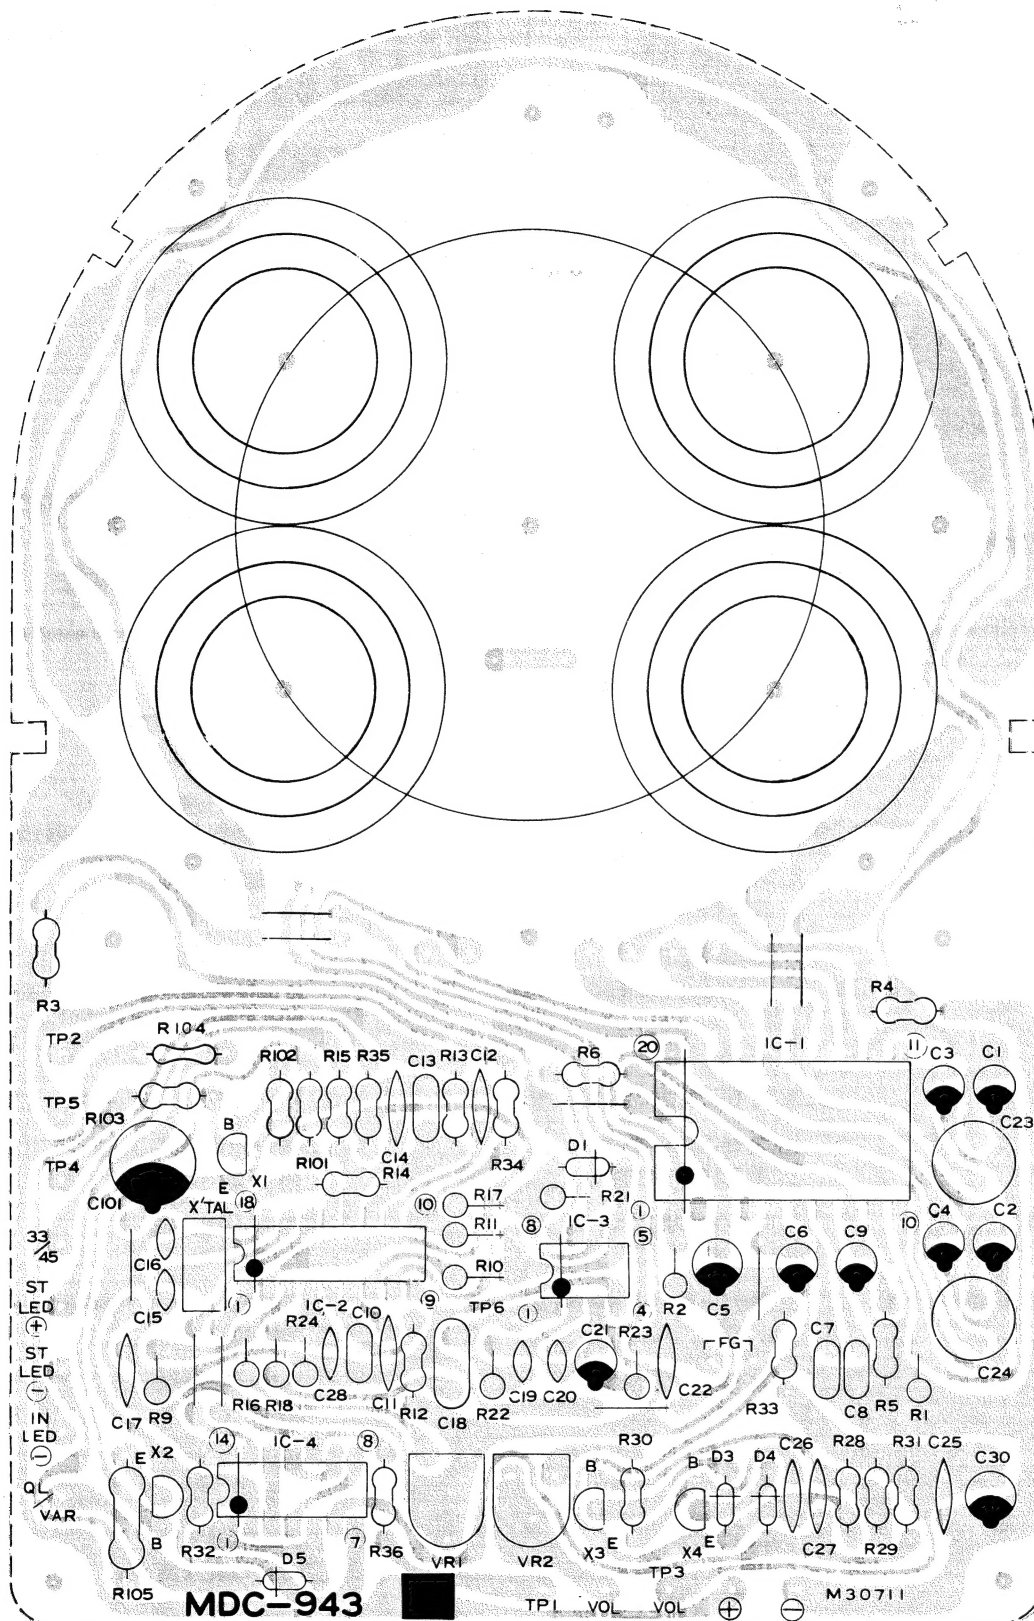 R3
R4
TP2
R104
R102 R15 R35 C13 R13 C12
R6
20
IC-1
11
C3 C1
TP5
R103
B
C23
D1
TP4
R101
C14 R14
R34
E X1
C101
X'TAL
18
10
R17
R21
1
10
C4 C2
R11
8
IC-3
5
33/45
C16
C6 C9
R10
ST
LED
+
C15
1
IC-2
9
TP6
1
4
R2
C5
R24 C10
C21 R23
FG
C7
ST
LED
-
C28
C11
C19 C20
C22
C24
C17 R9
R16 R18
R12 C18 R22
R33
C8 R5 R1
IN
LED
-
X2
14
IC-4
8
R30
C26 R28 R31 C25
E
B
B D3 D4
C30
QL/VAR
B
R32
1
7
R36
VR1 VR2
X3 E
X4 E
C27 R29
D5
TP3
R105
MDC-943
TP1 VOL VOL + -
M30711